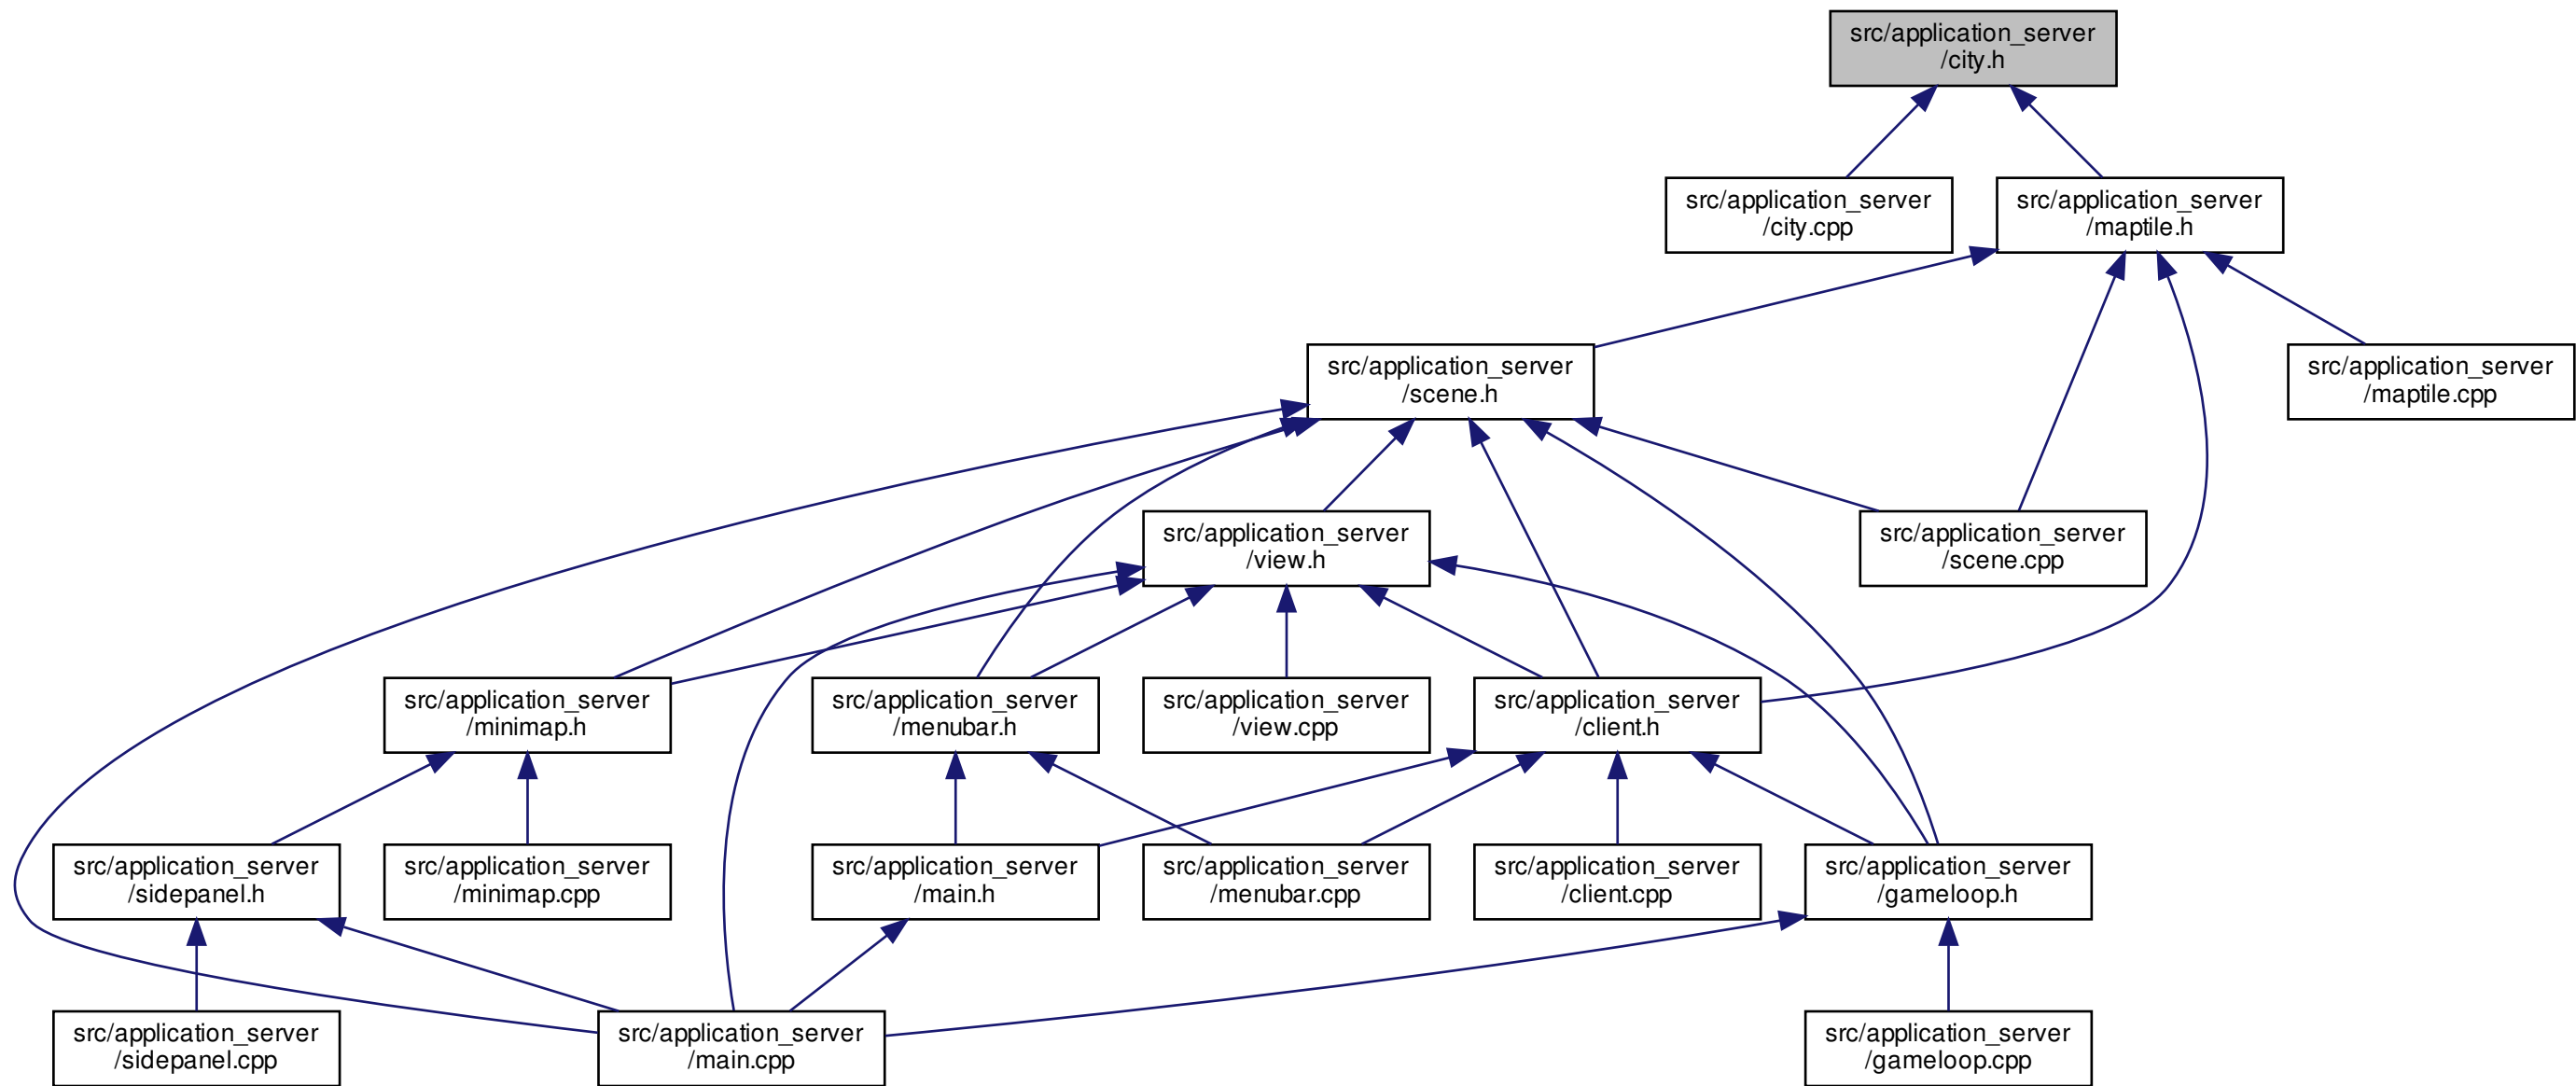 src/application_server
/city.h
src/application_server
/city.cpp
src/application_server
/maptile.h
src/application_server
/scene.h
src/application_server
/maptile.cpp
src/application_server
/view.h
src/application_server
/scene.cpp
src/application_server
/minimap.h
src/application_server
/menubar.h
src/application_server
/view.cpp
src/application_server
/client.h
src/application_server
/sidepanel.h
src/application_server
/minimap.cpp
src/application_server
/main.h
src/application_server
/menubar.cpp
src/application_server
/client.cpp
src/application_server
/gameloop.h
src/application_server
/sidepanel.cpp
src/application_server
/main.cpp
src/application_server
/gameloop.cpp